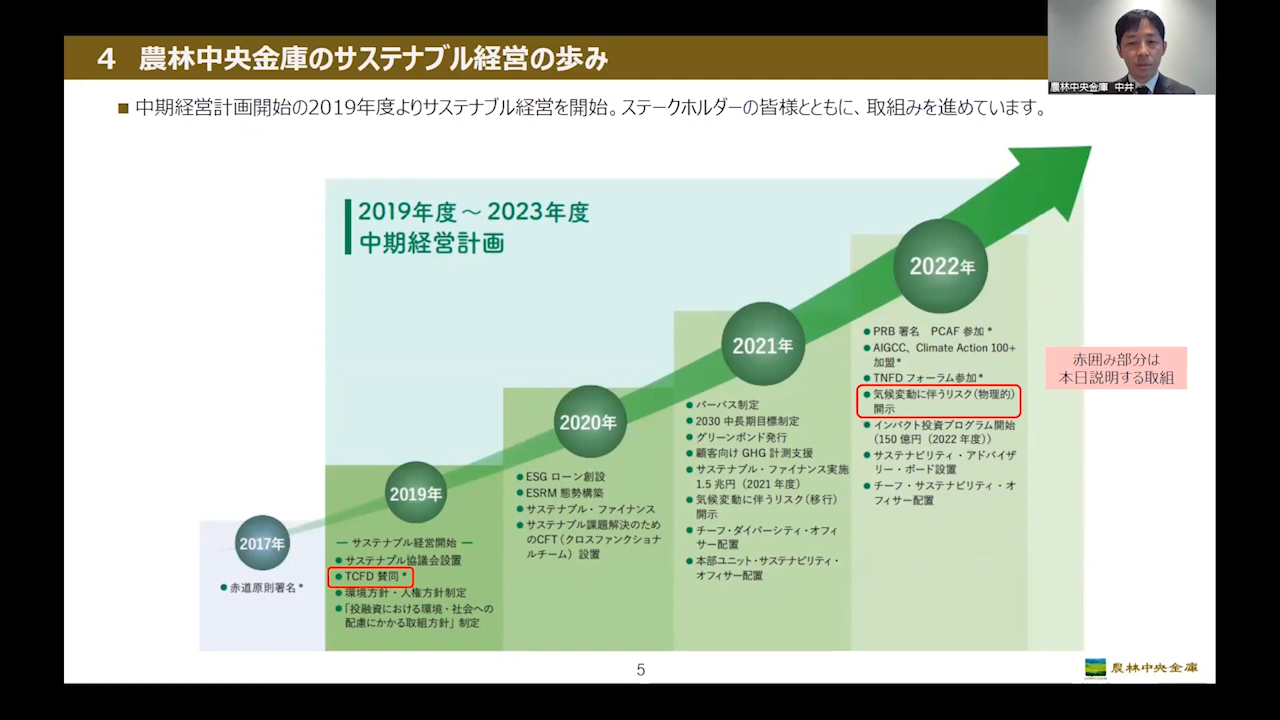 4 農林中央金庫のサステナブル経営の歩み
農林中央金庫 中井
■ 中期経営計画開始の2019年度よりサステナブル経営を開始。ステークホルダーの皆様とともに、取組みを進めています。
2019年度～2023年度
中期経営計画
2017年
● 赤道原則署名*
2019年
― サステナブル経営開始 ―
● サステナブル協議会設置
● TCFD 賛同*
● 環境方針・人権方針制定
● 「投融資における環境・社会への
配慮にかかる取組方針」制定
2020年
● ESG ローン創設
● ESRM 態勢構築
● サステナブル・ファイナンス
● サステナブル課題解決のため
のCFT（クロスファンクショナ
ルチーム）設置
2021年
● パーパス制定
● 2030 中長期目標制定
● グリーンボンド発行
● 顧客向け GHG 計測支援
● サステナブル・ファイナンス実施
1.5 兆円（2021 年度）
● 気候変動に伴うリスク（移行）
開示
● チーフ・ダイバーシティ・オフィ
サー配置
● 本部ユニット・サステナビリティ・
オフィサー配置
2022年
● PRB 署名 PCAF 参加*
● AIGCC、Climate Action 100+
加盟*
● TNFD フォーラム参加*
● 気候変動に伴うリスク（物理的）
開示
● インパクト投資プログラム開始
（150 億円（2022 年度））
● サステナビリティ・アドバイザ
リー・ボード設置
● チーフ・サステナビリティ・オ
フィサー配置
赤囲み部分は
本日説明する取組
5
農林中央金庫